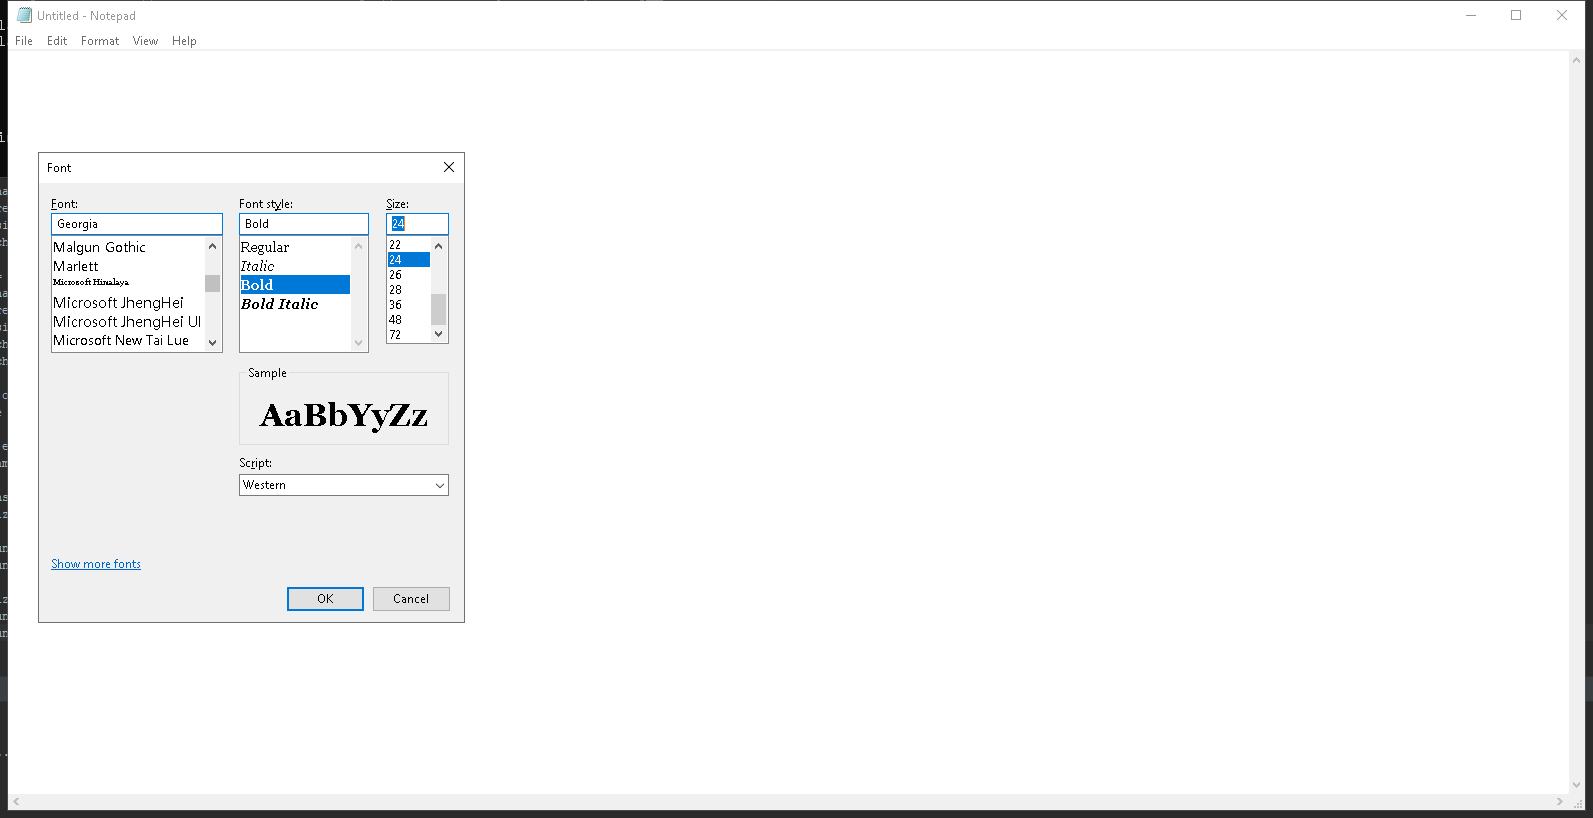 Untitled - Notepad
File Edit Format View Help
Font
Font: Font style: Size:
Georgia Bold 24
Malgun Gothic
Marlett
Microsoft Himalaya
Microsoft JhengHei
Microsoft JhengHei UI
Microsoft New Tai Lue
Regular
Italic
Bold
Bold Italic
22
24
26
28
36
48
72
Sample
AaBbYyZz
Script:
Western
Show more fonts
OK Cancel